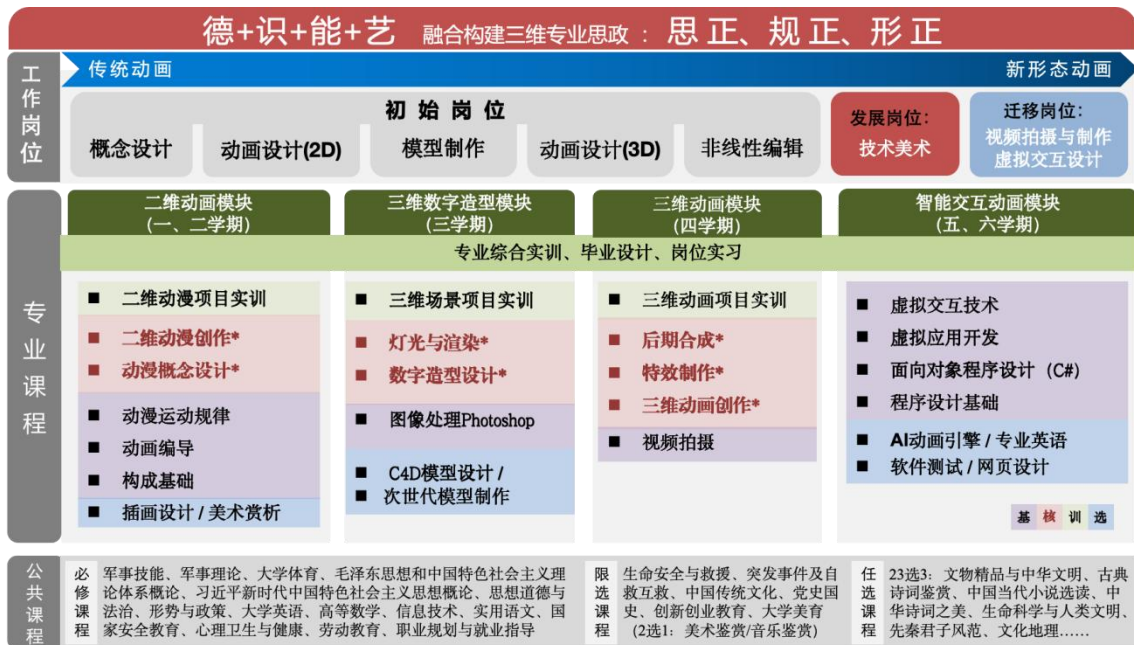 德+识+能+艺 融合构建三维专业思政：思正、规正、形正
工作岗位
传统动画
新形态动画
初始岗位
概念设计
动画设计(2D)
模型制作
动画设计(3D)
非线性编辑
发展岗位：
技术美术
迁移岗位：
视频拍摄与制作
虚拟交互设计
专业课程
二维动画模块
(一、二学期)
三维数字造型模块
(三学期)
三维动画模块
(四学期)
智能交互动画模块
(五、六学期)
专业综合实训、毕业设计、岗位实习
■ 二维动漫项目实训
■ 二维动漫创作*
■ 动漫概念设计*
■ 动漫运动规律
■ 动画编导
■ 构成基础
■ 插画设计 / 美术赏析
■ 三维场景项目实训
■ 灯光与渲染*
■ 数字造型设计*
■ 图像处理Photoshop
■ C4D模型设计 /
■ 次世代模型制作
■ 三维动画项目实训
■ 后期合成*
■ 特效制作*
■ 三维动画创作*
■ 视频拍摄
■ 虚拟交互技术
■ 虚拟应用开发
■ 面向对象程序设计（C#）
■ 程序设计基础
■ AI动画引擎 / 专业英语
■ 软件测试 / 网页设计
基 核 训 选
公共课程
必修课程
军事技能、军事理论、大学体育、毛泽东思想和中国特色社会主义理
论体系概论、习近平新时代中国特色社会主义思想概论、思想道德与
法治、形势与政策、大学英语、高等数学、信息技术、实用语文、国
家安全教育、心理卫生与健康、劳动教育、职业规划与就业指导
限选课程
生命安全与救援、突发事件及自
救互救、中国传统文化、党史国
史、创新创业教育、大学美育
(2选1：美术鉴赏/音乐鉴赏)
任选课程
23选3：文物精品与中华文明、古典
诗词鉴赏、中国当代小说选读、中
华诗词之美、生命科学与人类文明、
先秦君子风范、文化地理……